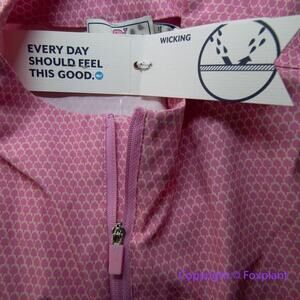 EVERY DAY
SHOULD FEEL
THIS GOOD.
WICKING
Copyright © Foxplant